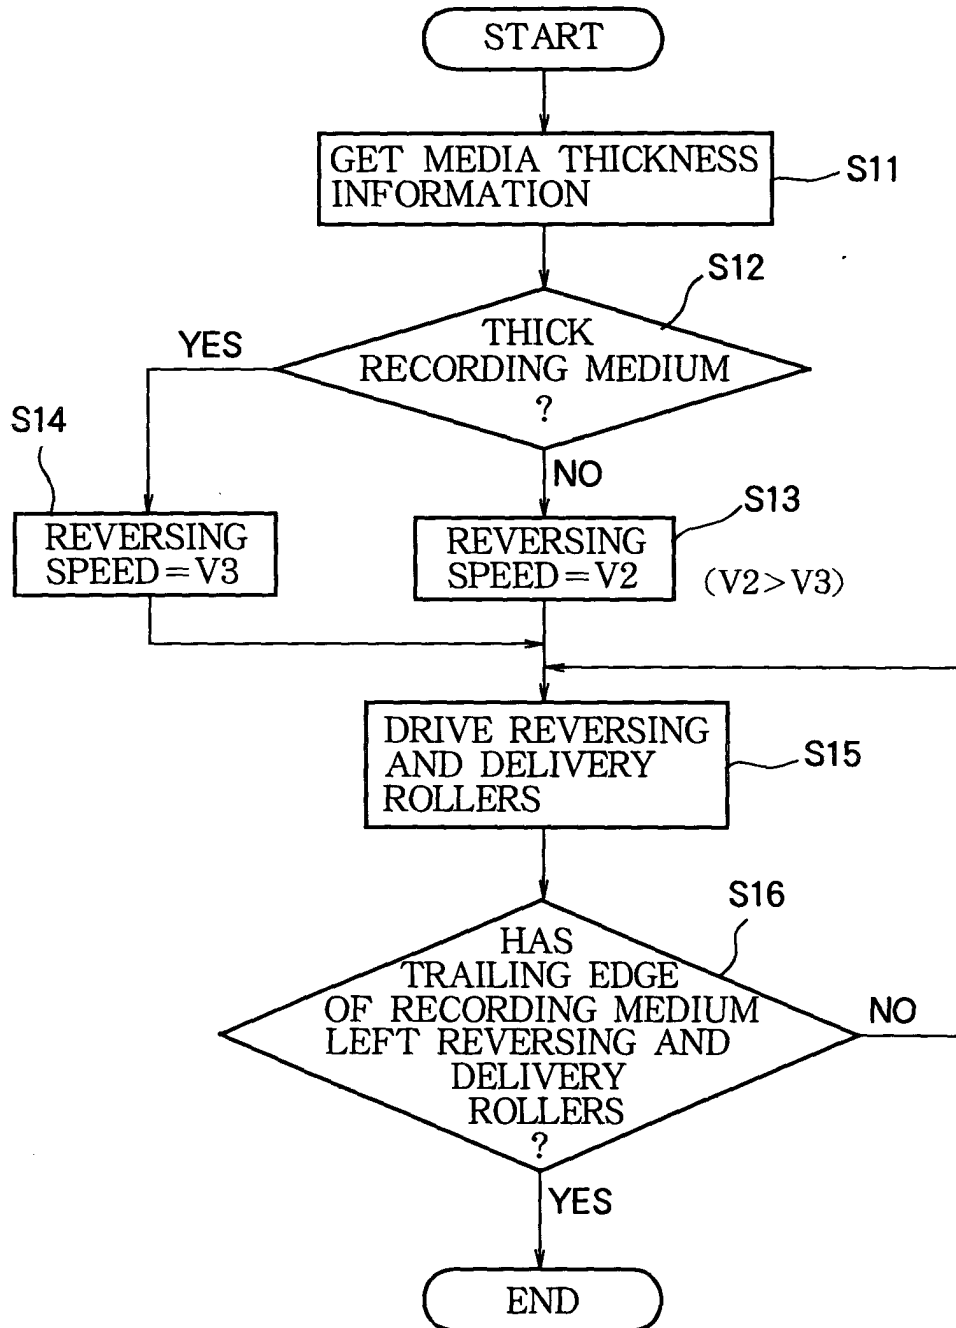 START
GET MEDIA THICKNESS
INFORMATION
S11
S12
THICK
RECORDING MEDIUM
?
YES
NO
S14
REVERSING
SPEED=V3
S13
REVERSING
SPEED=V2
(V2>V3)
DRIVE REVERSING
AND DELIVERY
ROLLERS
S15
S16
HAS
TRAILING EDGE
OF RECORDING MEDIUM
LEFT REVERSING AND
DELIVERY
ROLLERS
?
NO
YES
END